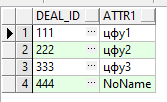 DEAL_ID ATTR1
1 111 ... цфу1
2 222 ... цфу2
3 333 ... цфу3
4 444 ... NoName